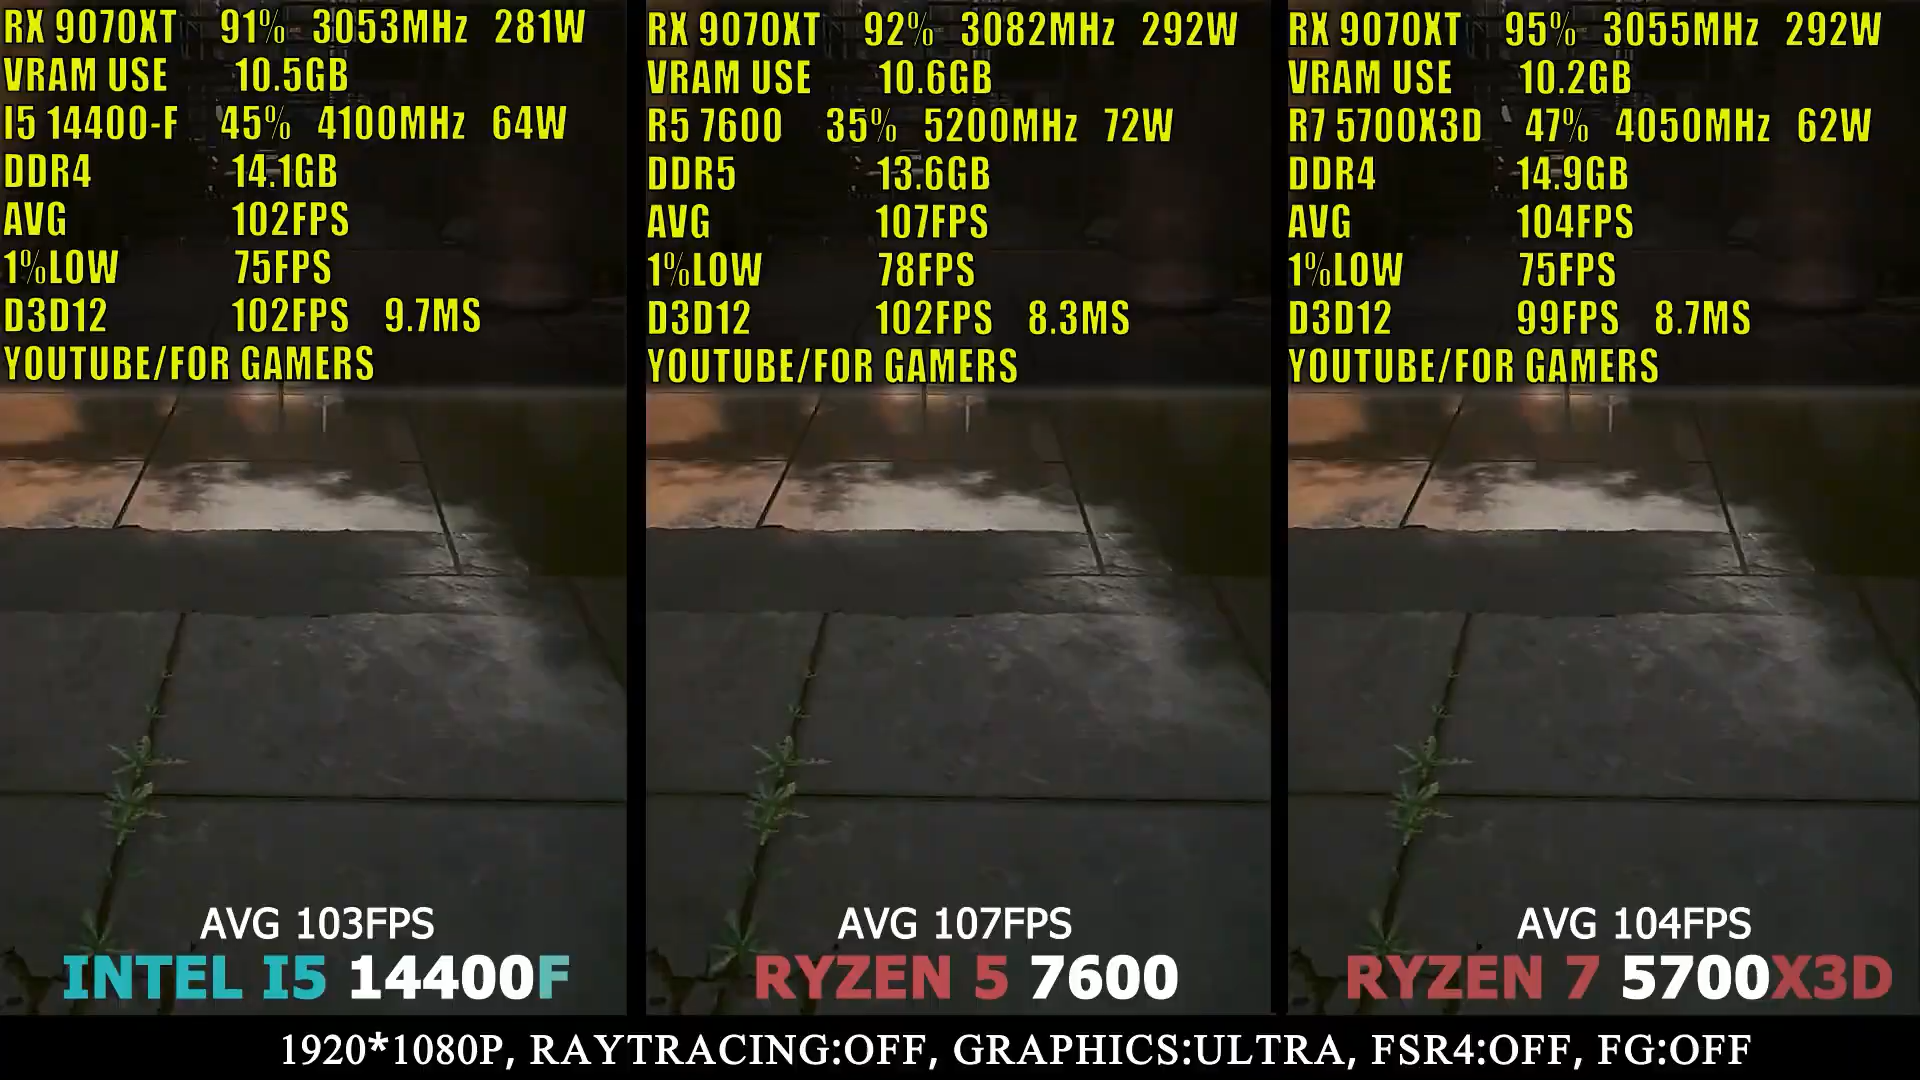 RX 9070XT 91% 3053MHz 281W
VRAM USE 10.5GB
I5 14400-F 45% 4100MHz 64W
DDR4 14.1GB
AVG 102FPS
1%LOW 75FPS
D3D12 102FPS 9.7MS
YOUTUBE/FOR GAMERS
AVG 103FPS
INTEL I5 14400F
RX 9070XT 92% 3082MHz 292W
VRAM USE 10.6GB
R5 7600 35% 5200MHz 72W
DDR5 13.6GB
AVG 107FPS
1%LOW 78FPS
D3D12 102FPS 8.3MS
YOUTUBE/FOR GAMERS
AVG 107FPS
RYZEN 5 7600
RX 9070XT 95% 3055MHz 292W
VRAM USE 10.2GB
R7 5700X3D 47% 4050MHz 62W
DDR4 14.9GB
AVG 104FPS
1%LOW 75FPS
D3D12 99FPS 8.7MS
YOUTUBE/FOR GAMERS
AVG 104FPS
RYZEN 7 5700X3D
1920*1080P, RAYTRACING:OFF, GRAPHICS:ULTRA, FSR4:OFF, FG:OFF